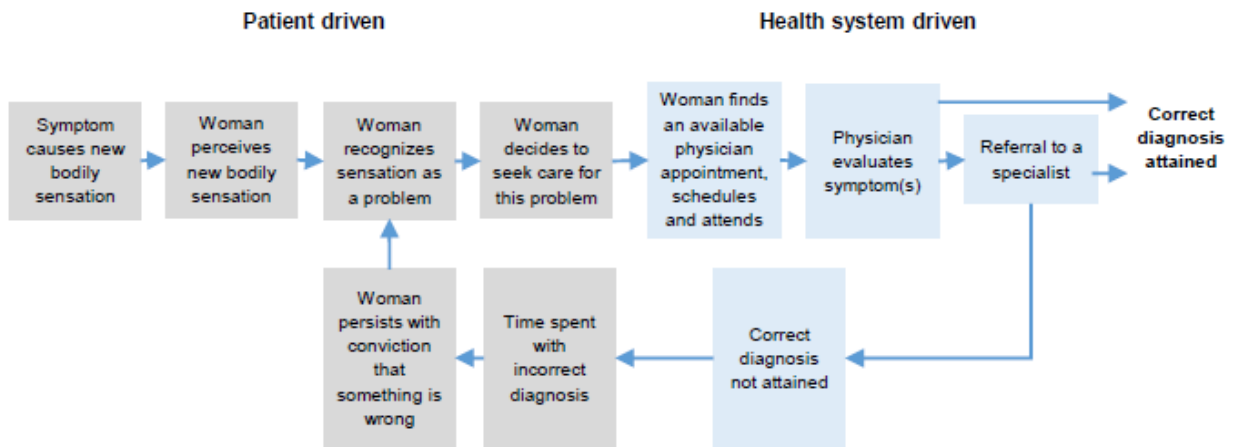 Patient driven
Health system driven
Symptom
causes new
bodily
sensation
Woman
perceives
new bodily
sensation
Woman
recognizes
sensation as
a problem
Woman
decides to
seek care for
this problem
Woman finds
an available
physician
appointment,
schedules
and attends
Physician
evaluates
symptom(s)
Referral to a
specialist
Correct
diagnosis
attained
Woman
persists with
conviction
that
something is
wrong
Time spent
with
incorrect
diagnosis
Correct
diagnosis
not attained